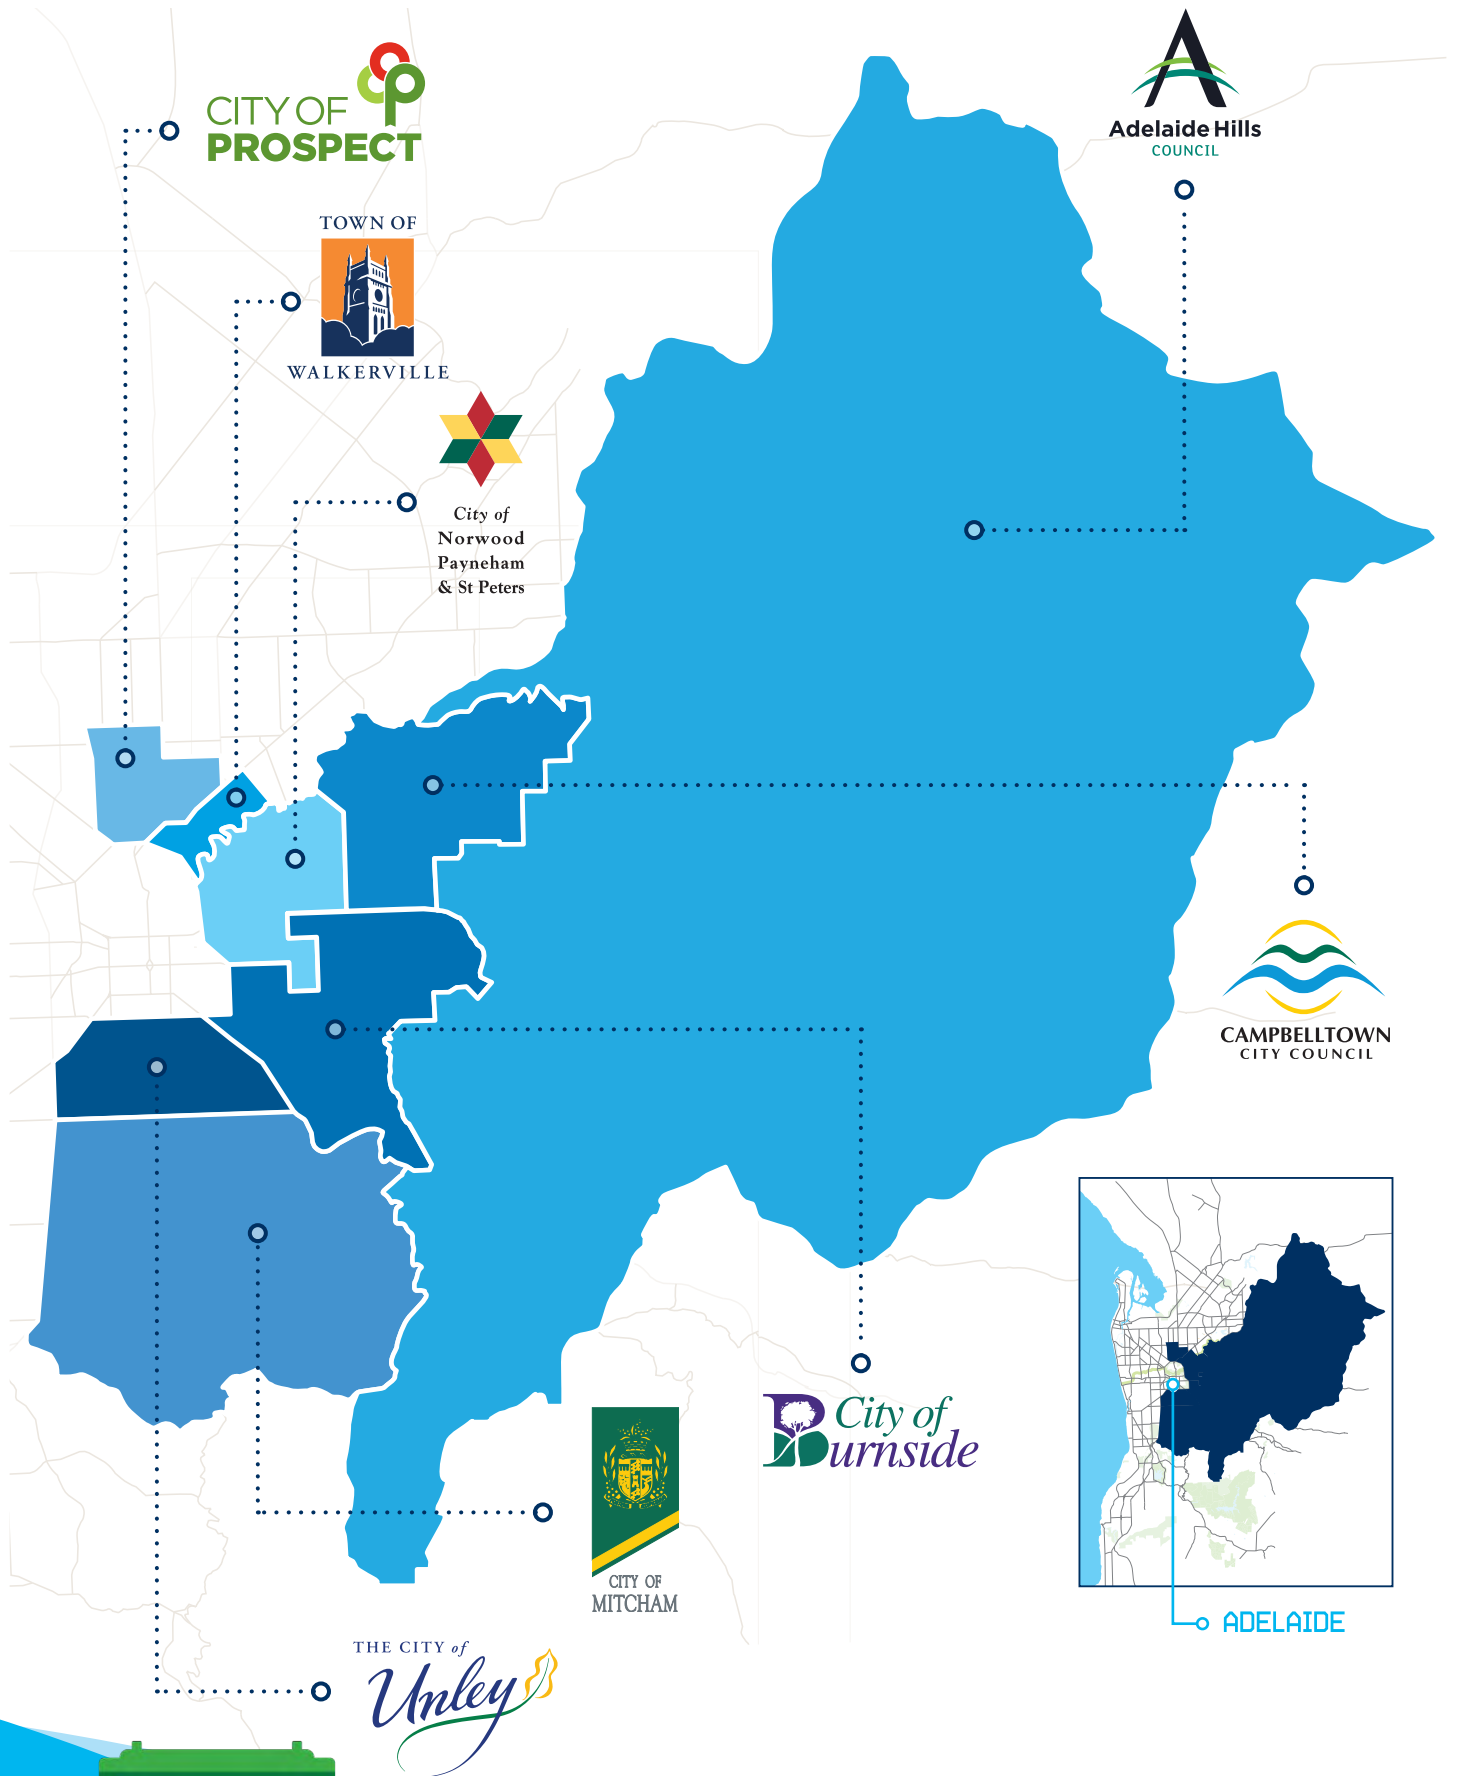 CITY OF
PROSPECT
Adelaide Hills
COUNCIL
TOWN OF
WALKERVILLE
City of
Norwood
Payneham
& St Peters
CAMPBELLTOWN
CITY COUNCIL
City of
Burnside
CITY OF
MITCHAM
ADELAIDE
THE CITY of
Unley